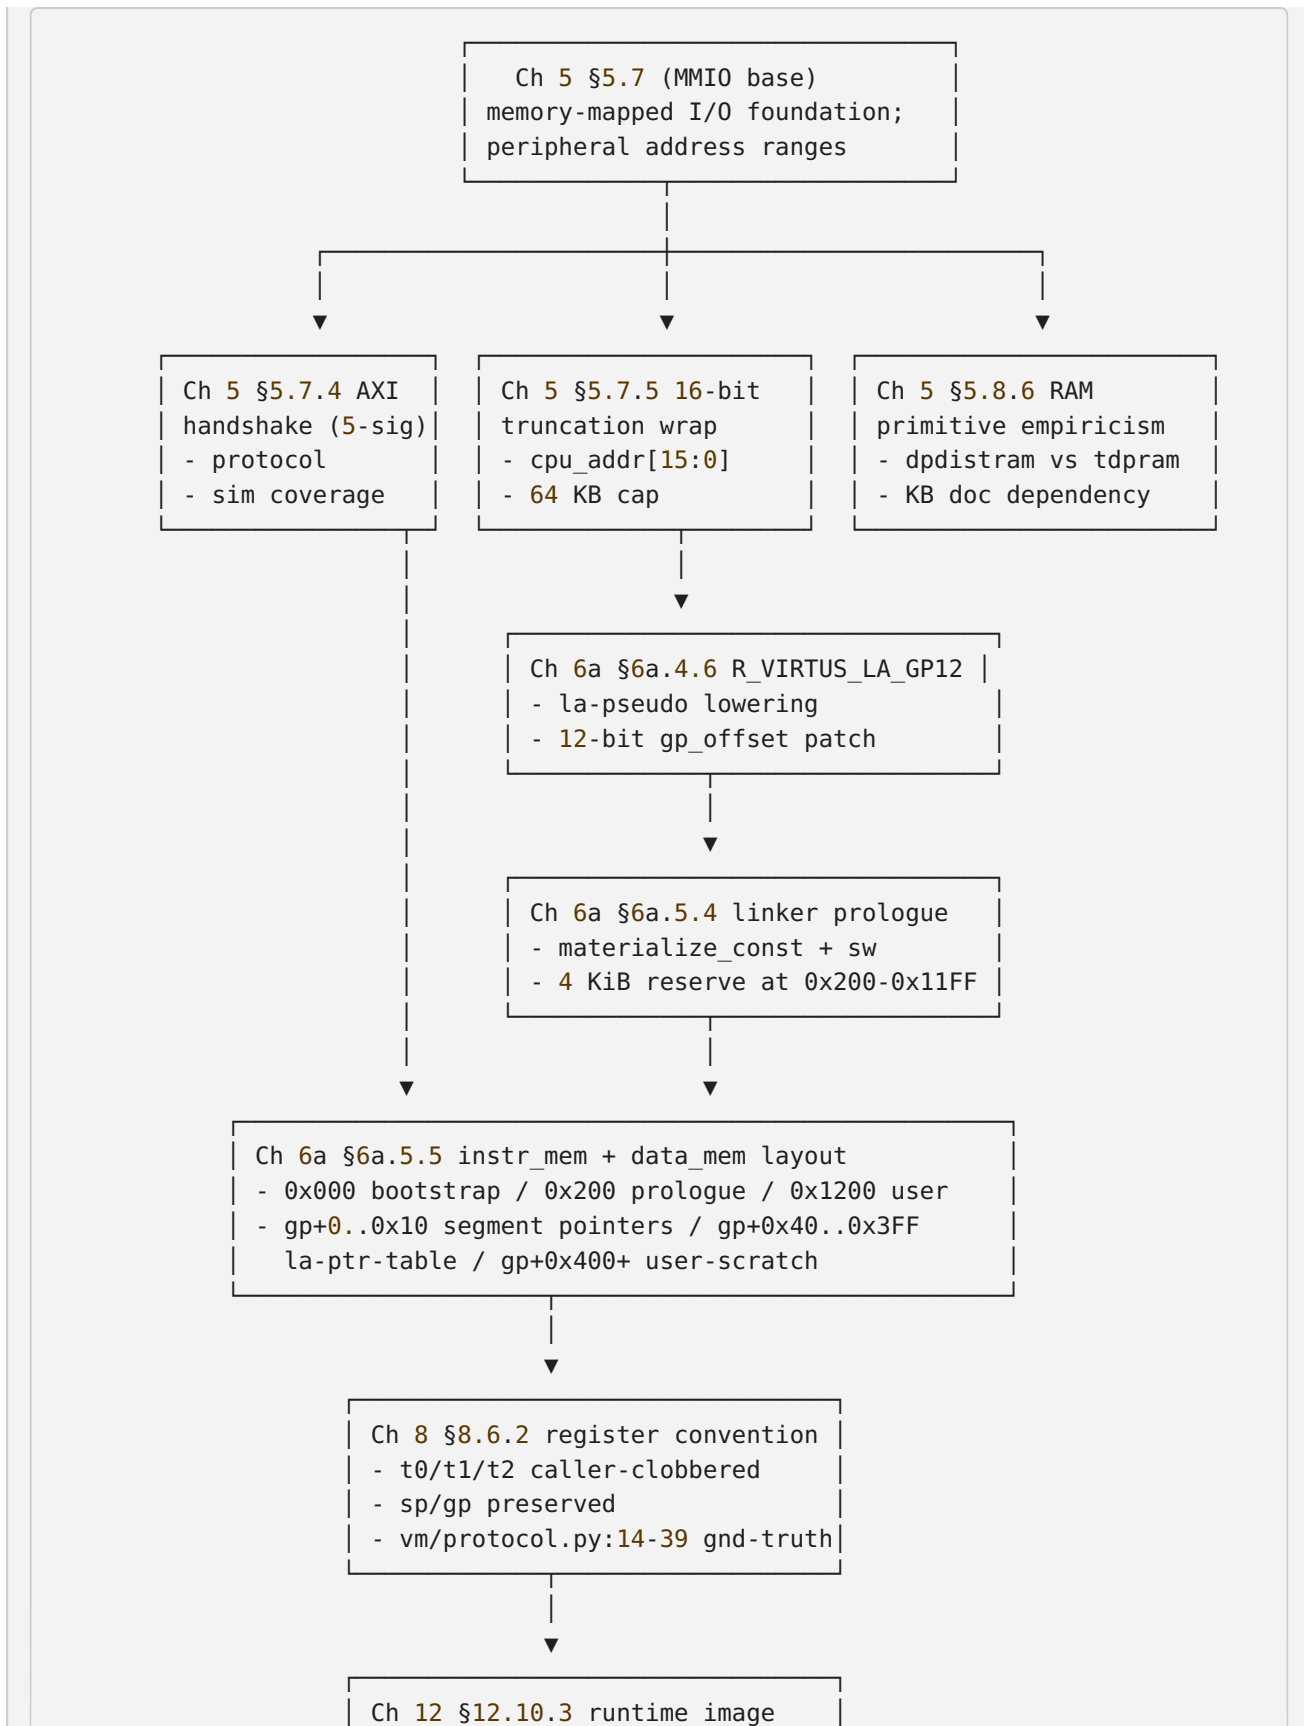 Ch 5 §5.7 (MMIO base)
memory-mapped I/O foundation;
peripheral address ranges
Ch 5 §5.7.4 AXI
handshake (5-sig)
- protocol
- sim coverage
Ch 5 §5.7.5 16-bit
truncation wrap
- cpu_addr[15:0]
- 64 KB cap
Ch 5 §5.8.6 RAM
primitive empiricism
- dpdistram vs tdpram
- KB doc dependency
Ch 6a §6a.4.6 R_VIRTUS_LA_GP12
- la-pseudo lowering
- 12-bit gp_offset patch
Ch 6a §6a.5.4 linker prologue
- materialize_const + sw
- 4 KiB reserve at 0x200-0x11FF
Ch 6a §6a.5.5 instr_mem + data_mem layout
- 0x000 bootstrap / 0x200 prologue / 0x1200 user
- gp+0..0x10 segment pointers / gp+0x40..0x3FF
la-ptr-table / gp+0x400+ user-scratch
Ch 8 §8.6.2 register convention
- t0/t1/t2 caller-clobbered
- sp/gp preserved
- vm/protocol.py:14-39 gnd-truth
Ch 12 §12.10.3 runtime image